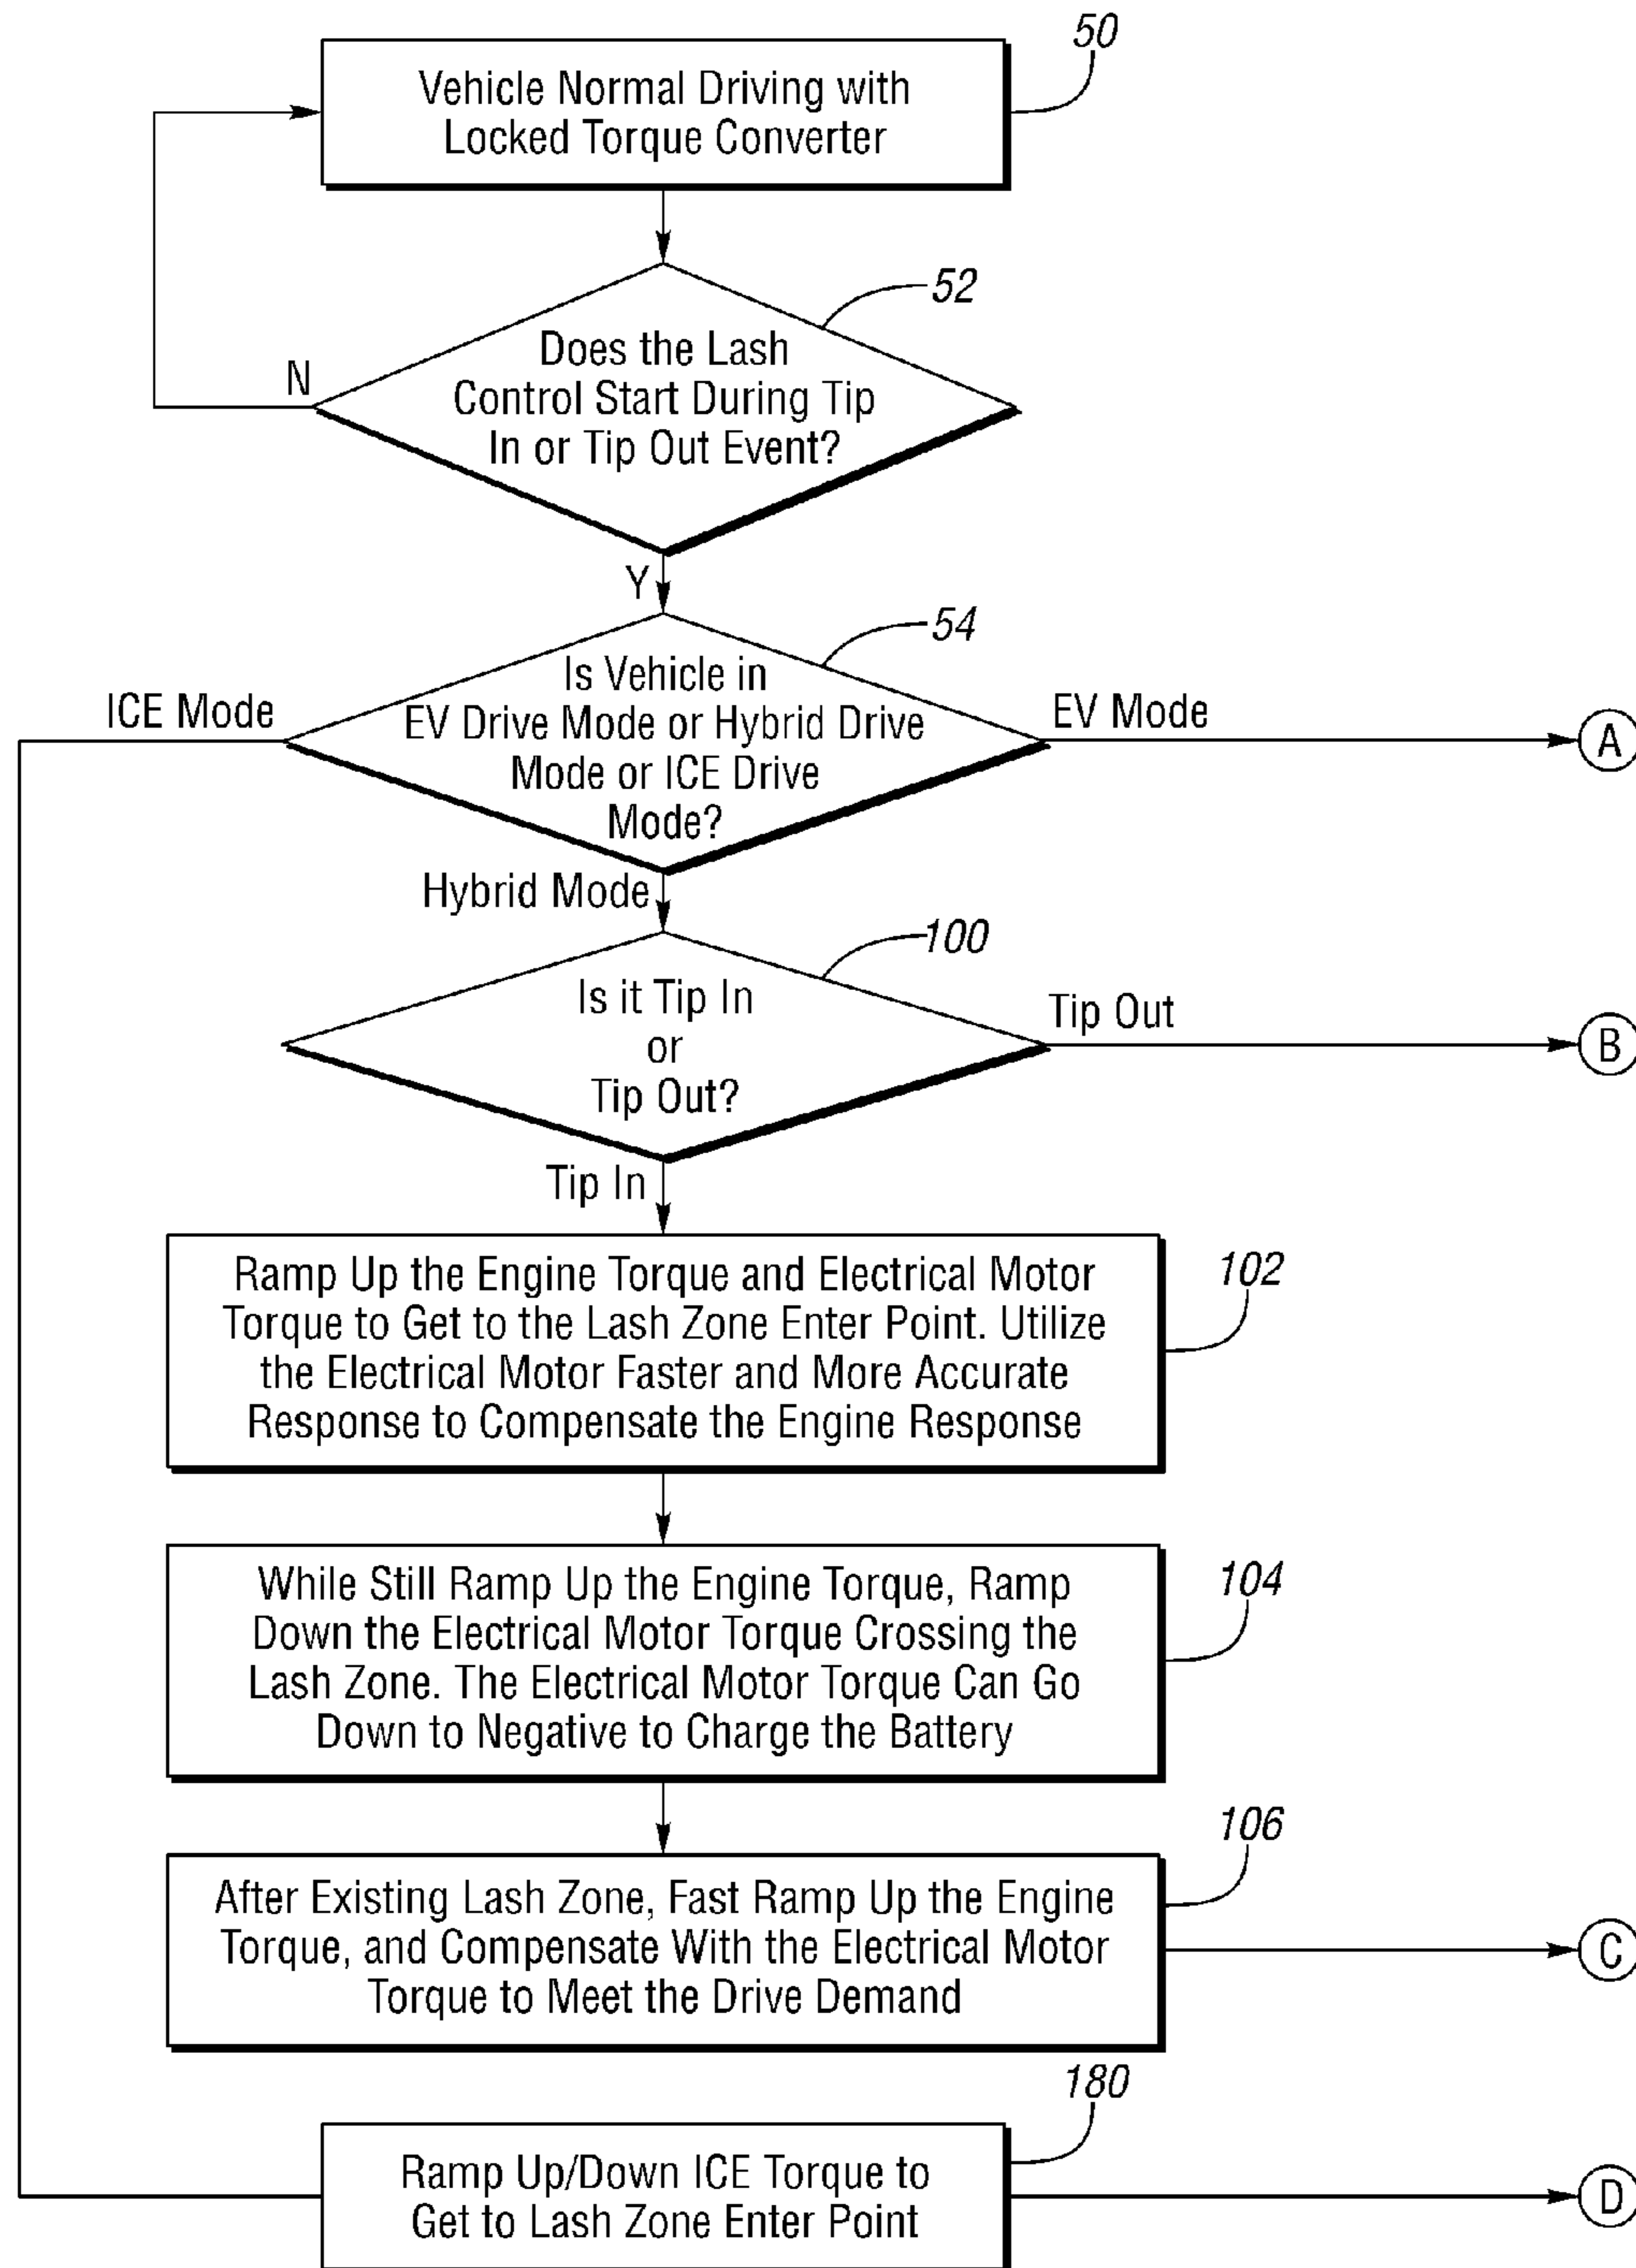 50
Vehicle Normal Driving with
Locked Torque Converter
52
Does the Lash
Control Start During Tip
In or Tip Out Event?
N
Y
54
Is Vehicle in
EV Drive Mode or Hybrid Drive
Mode or ICE Drive
Mode?
ICE Mode
EV Mode
A
Hybrid Mode
100
Is it Tip In
or
Tip Out?
Tip Out
B
Tip In
102
Ramp Up the Engine Torque and Electrical Motor
Torque to Get to the Lash Zone Enter Point. Utilize
the Electrical Motor Faster and More Accurate
Response to Compensate the Engine Response
104
While Still Ramp Up the Engine Torque, Ramp
Down the Electrical Motor Torque Crossing the
Lash Zone. The Electrical Motor Torque Can Go
Down to Negative to Charge the Battery
106
After Existing Lash Zone, Fast Ramp Up the Engine
Torque, and Compensate With the Electrical Motor
Torque to Meet the Drive Demand
C
180
Ramp Up/Down ICE Torque to
Get to Lash Zone Enter Point
D